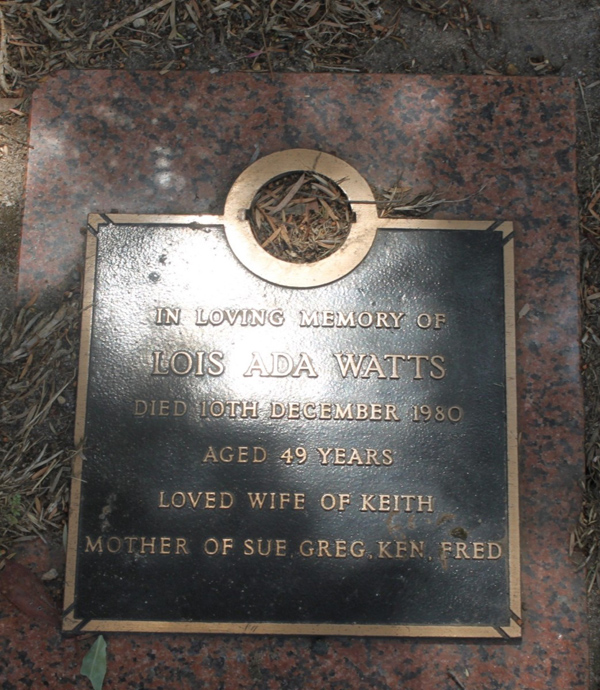 IN LOVING MEMORY OF
LOIS ADA WATTS
DIED 10TH DECEMBER 1980
AGED 49 YEARS
LOVED WIFE OF KEITH
MOTHER OF SUE, GREG, KEN, FRED